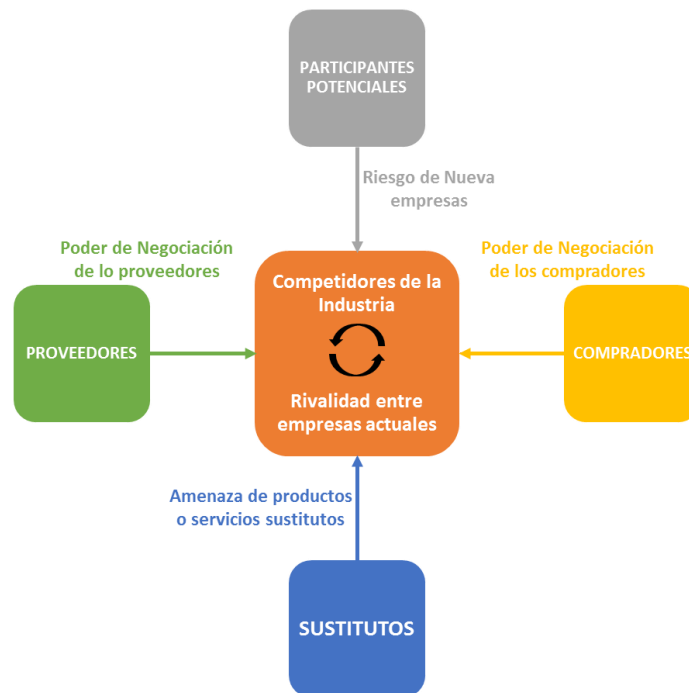 PARTICIPANTES
POTENCIALES
Riesgo de Nueva
empresas
Poder de Negociación
de lo proveedores
Poder de Negociación
de los compradores
PROVEEDORES
Competidores de la
Industria
Rivalidad entre
empresas actuales
COMPRADORES
Amenaza de productos
o servicios sustitutos
SUSTITUTOS